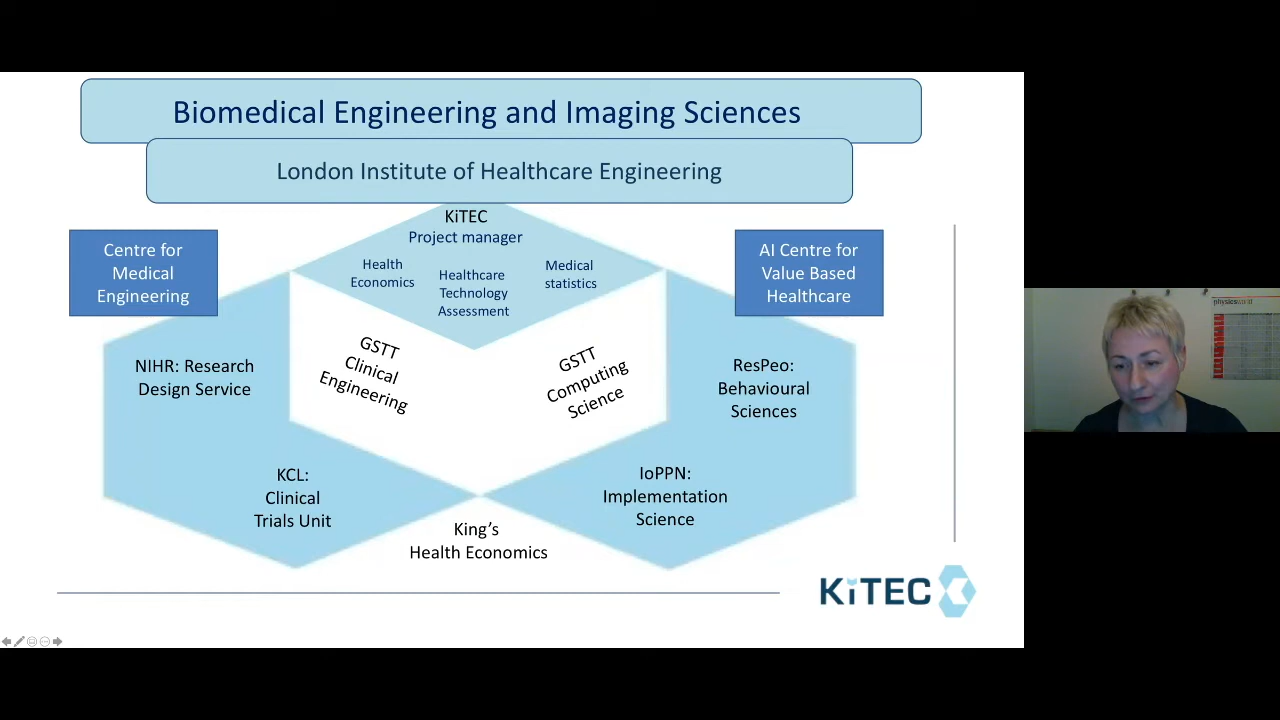 Biomedical Engineering and Imaging Sciences
London Institute of Healthcare Engineering
KiTEC
Project manager
Health
Economics
Healthcare
Technology
Assessment
Medical
statistics
Centre for
Medical
Engineering
AI Centre for
Value Based
Healthcare
GSTT
Clinical
Engineering
GSTT
Computing
Science
NIHR: Research
Design Service
ResPeo:
Behavioural
Sciences
KCL:
Clinical
Trials Unit
IoPPN:
Implementation
Science
King's
Health Economics
KiTEC
physicsworld